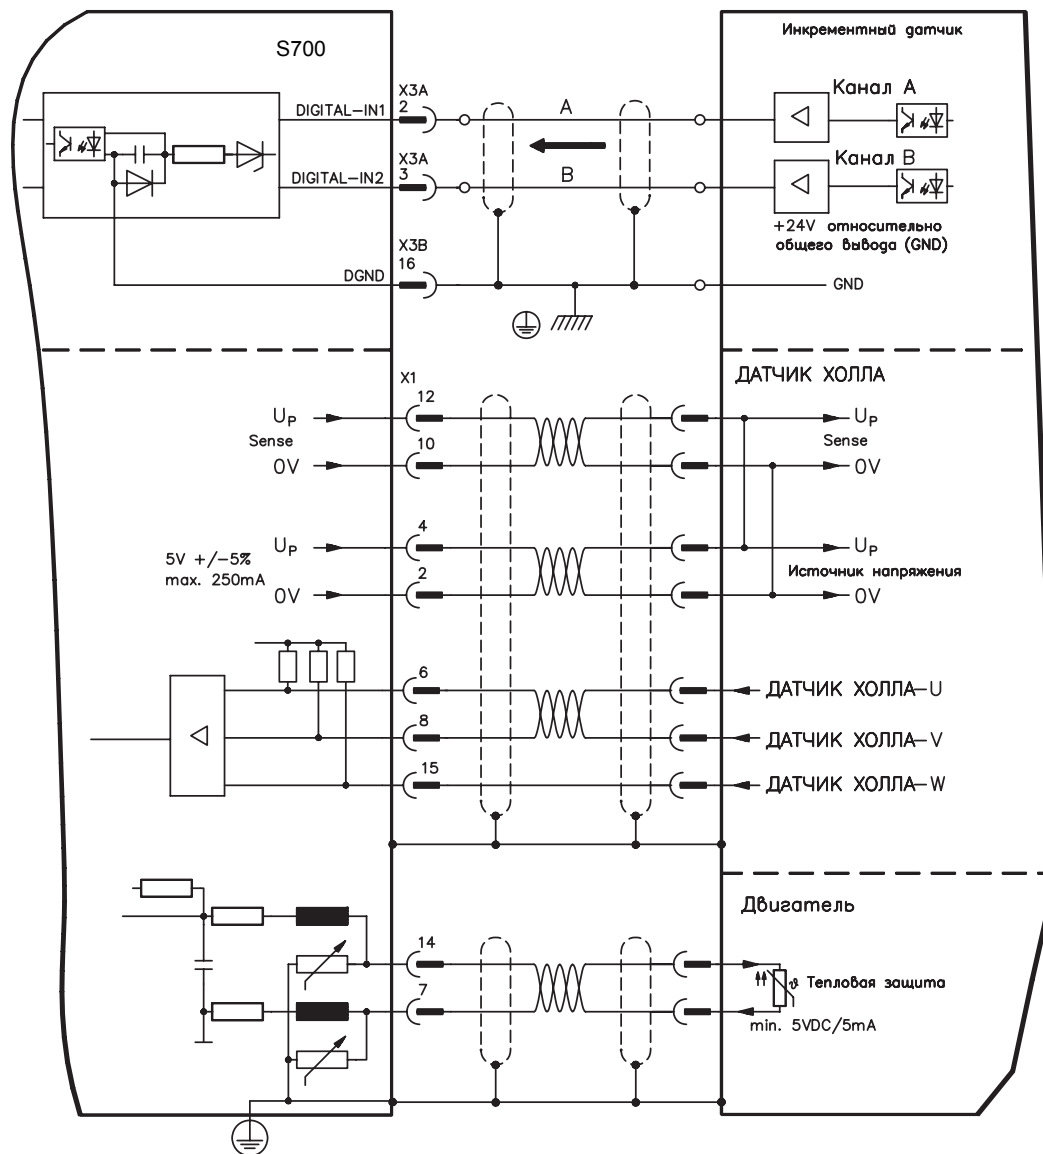 S700
Инкрементный датчик
X3A
2
DIGITAL-IN1
A
Канал A
X3A
3
DIGITAL-IN2
B
Канал B
+24V относительно
общего вывода (GND)
X3B
16
DGND
GND
X1
ДАТЧИК ХОЛЛА
12
UP
UP
Sense
Sense
10
0V
0V
4
UP
UP
5V +/-5%
max. 250mA
Источник напряжения
2
0V
0V
6
ДАТЧИК ХОЛЛА-U
8
ДАТЧИК ХОЛЛА-V
15
ДАТЧИК ХОЛЛА-W
Двигатель
14
ϑ Тепловая защита
7
min. 5VDC/5mA